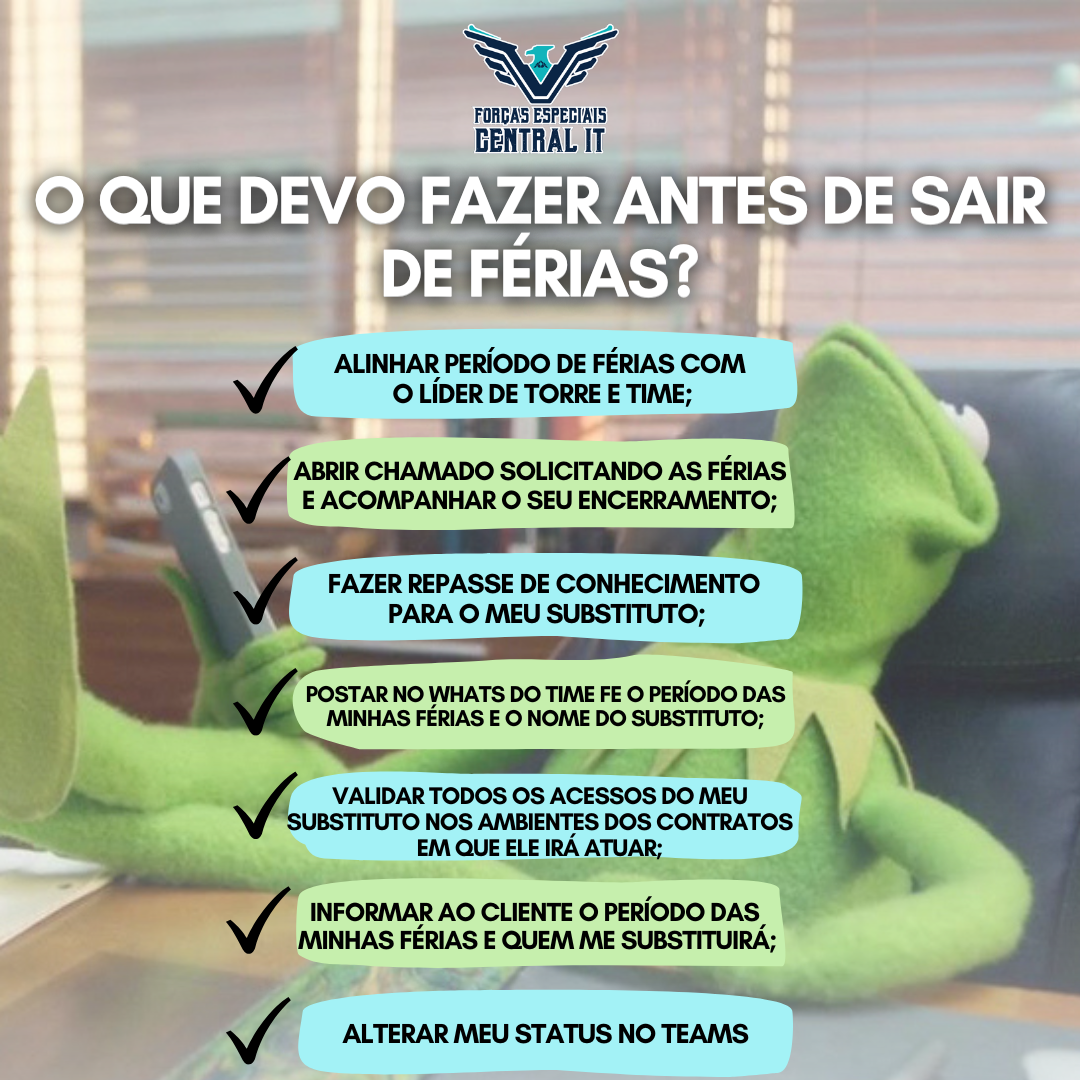 FORÇAS ESPECIAIS
CENTRAL IT
O QUE DEVO FAZER ANTES DE SAIR
DE FÉRIAS?
ALINHAR PERÍODO DE FÉRIAS COM
O LÍDER DE TORRE E TIME;
ABRIR CHAMADO SOLICITANDO AS FÉRIAS
E ACOMPANHAR O SEU ENCERRAMENTO;
FAZER REPASSE DE CONHECIMENTO
PARA O MEU SUBSTITUTO;
POSTAR NO WHATS DO TIME FE O PERÍODO DAS
MINHAS FÉRIAS E O NOME DO SUBSTITUTO;
VALIDAR TODOS OS ACESSOS DO MEU
SUBSTITUTO NOS AMBIENTES DOS CONTRATOS
EM QUE ELE IRÁ ATUAR;
INFORMAR AO CLIENTE O PERÍODO DAS
MINHAS FÉRIAS E QUEM ME SUBSTITUIRÁ;
ALTERAR MEU STATUS NO TEAMS